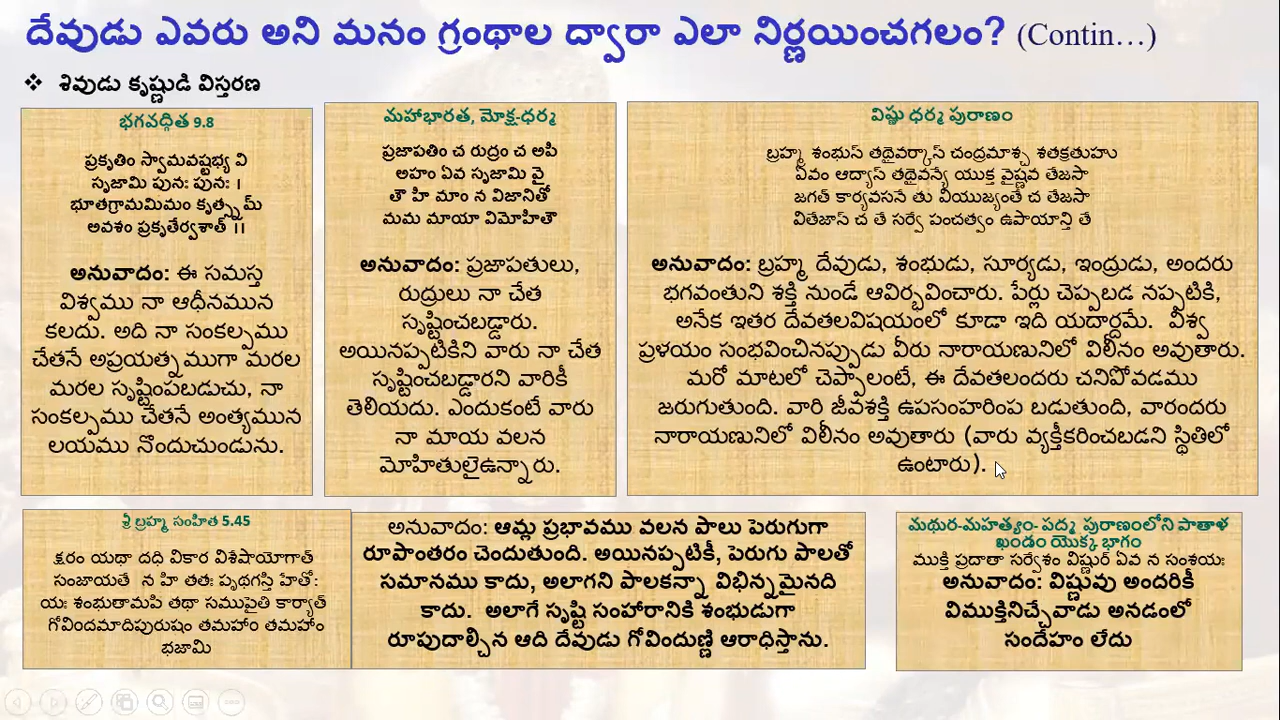 దేవుడు ఎవరు అని మనం గ్రంథాల ద్వారా ఎలా నిర్ణయించగలం? (Contin…)
❖ శివుడు కృష్ణుడి విస్తరణ
భగవద్గీత 9.8
ప్రకృతిం స్వామవష్టభ్య వి
సృజామి పునః పునః ।
భూతగ్రామమిమం కృత్స్నమ్
అవశం ప్రకృతేర్వశాత్ ।।
అనువాదం: ఈ సమస్త
విశ్వము నా ఆధీనమున
కలదు. అది నా సంకల్పము
చేతనే అప్రయత్నముగా మరల
మరల సృష్టింపబడుచు, నా
సంకల్పము చేతనే అంత్యమున
లయము నొందుచుండును.
మహాభారత, మోక్ష-ధర్మ
ప్రజాపతిం చ రుద్రం చ అపి
అహం ఏవ సృజామి వై
తౌ హి మాం న విజానితో
మమ మాయా విమోహితౌ
అనువాదం: ప్రజాపతులు,
రుద్రులు నా చేత
సృష్టించబడ్డారు.
అయినప్పటికిని వారు నా చేత
సృష్టించబడ్డారని వారికీ
తెలియదు. ఎందుకంటే వారు
నా మాయ వలన
మోహితులైఉన్నారు.
విష్ణు ధర్మ పురాణం
బ్రహ్మ శంభుస్ తదైవర్కాస్ చంద్రమాశ్చ శతక్రతుహు
ఏవం ఆద్యాస్ తదైవన్యే యుక్త వైష్ణవ తేజసా
జగత్ కార్యవసనే తు వీయుజ్యంతే చ తేజసా
వితేజాస్ చ తే సర్వే పంచత్వం ఉపాయాన్తి తే
అనువాదం: బ్రహ్మ దేవుడు, శంభుడు, సూర్యడు, ఇంద్రుడు, అందరు
భగవంతుని శక్తి నుండే ఆవిర్భవించారు. పేర్లు చెప్పబడ నప్పటికి,
అనేక ఇతర దేవతలవిషయంలో కూడా ఇది యదార్ధమే. విశ్వ
ప్రళయం సంభవించినప్పుడు వీరు నారాయణునిలో విలీనం అవుతారు.
మరో మాటలో చెప్పాలంటే, ఈ దేవతలందరు చనిపోవడము
జరుగుతుంది. వారి జీవశక్తి ఉపసంహరింప బడుతుంది, వారందరు
నారాయణునిలో విలీనం అవుతారు (వారు వ్యక్తీకరించబడని స్థితిలో
ఉంటారు).
శ్రీ బ్రహ్మ సంహిత 5.45
క్షీరం యథా దధి వికార విశేషాయోగాత్
సంజాయతే న హి తతః పృథగస్తి హేతో:
యః శంభుతామపి తథా సముపైతి కార్యాత్
గోవిందమాదిపురుషం తమహాం తమహాం
భజామి
అనువాదం: ఆమ్ల ప్రభావము వలన పాలు పెరుగుగా
రూపాంతరం చెందుతుంది. అయినప్పటికీ, పెరుగు పాలతో
సమానము కాదు, అలాగని పాలకన్నా విభిన్నమైనది
కాదు. అలాగే సృష్టి సంహారానికి శంభుడుగా
రూపుదాల్చిన ఆది దేవుడు గోవిందుణ్ణి ఆరాధిస్తాను.
మథుర-మహత్యం- పద్మ పురాణంలోని పాతాళ
ఖండం యొక్క భాగం
ముక్తి ప్రదాతా సర్వేశం విష్ణుర్ ఏవ న సంశయః
అనువాదం: విష్ణువు అందరికీ
విముక్తినిచ్చేవాడు అనడంలో
సందేహం లేదు